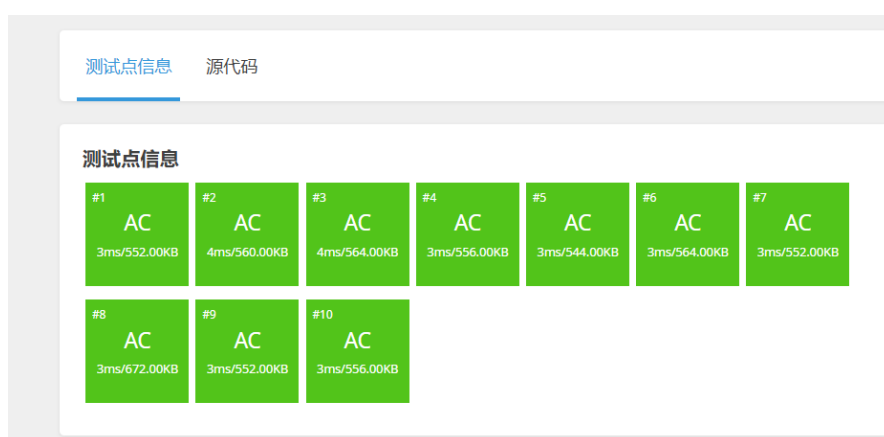 测试点信息 源代码
测试点信息
#1 #2 #3 #4 #5 #6 #7
AC AC AC AC AC AC AC
3ms/552.00KB 4ms/560.00KB 4ms/564.00KB 3ms/556.00KB 3ms/544.00KB 3ms/564.00KB 3ms/552.00KB
#8 #9 #10
AC AC AC
3ms/672.00KB 3ms/552.00KB 3ms/556.00KB